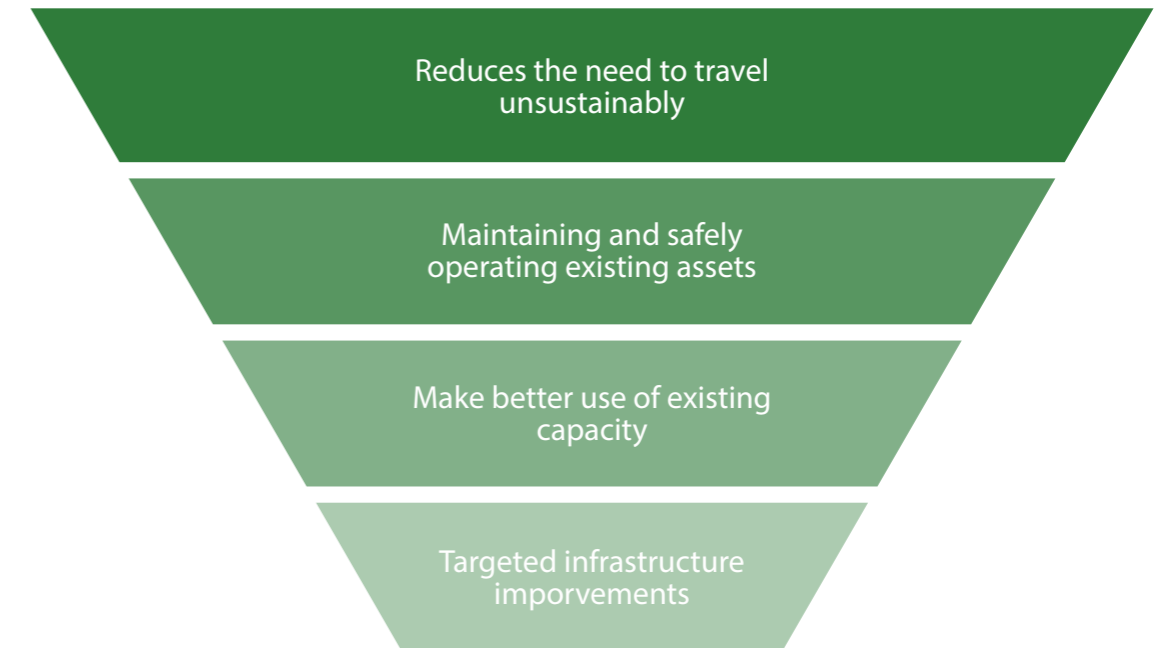 Reduces the need to travel
unsustainably
Maintaining and safely
operating existing assets
Make better use of existing
capacity
Targeted infrastructure
imporvements